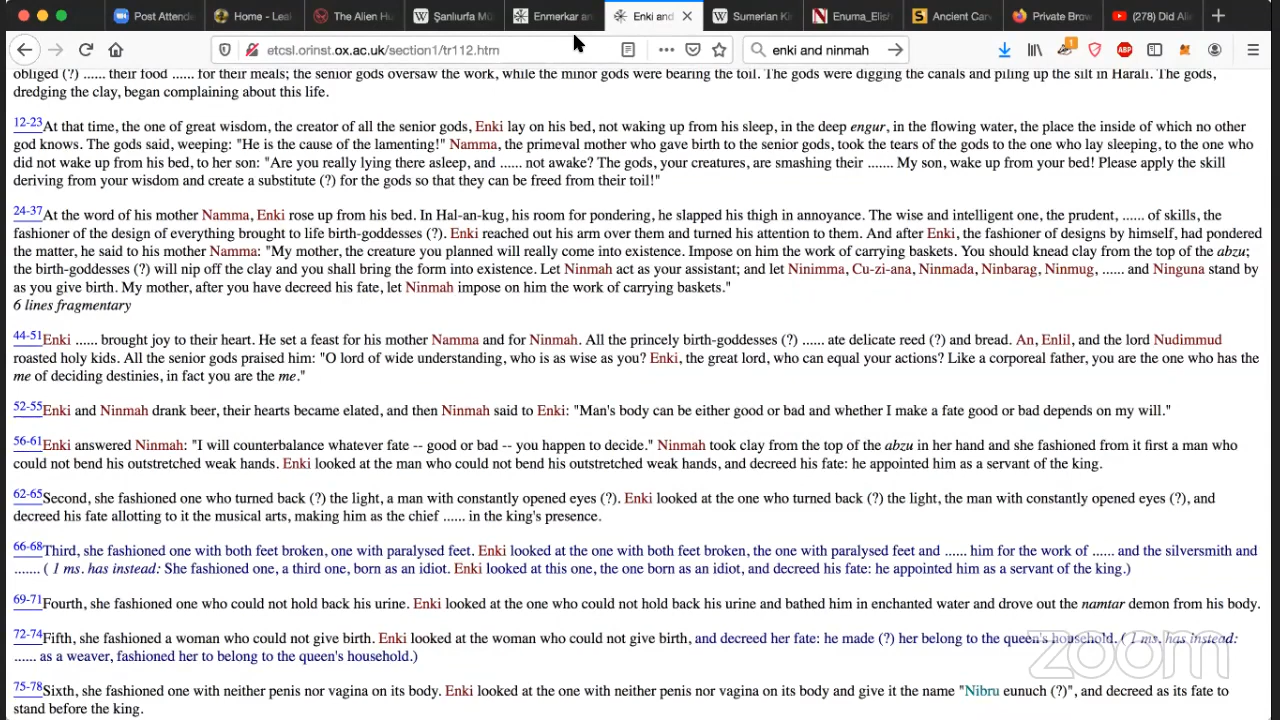 Post Attende
Home - Leal
The Alien Hu
Şanlıurfa Mü
Enmerkar an
Enki and
Sumerian Ki
Enuma_Elish
Ancient Car
Private Brow
(278) Did Ali
etcsl.orinst.ox.ac.uk/section1/tr112.htm
enki and ninmah
1
ABP
obliged (?) ...... their food ...... for their meals; the senior gods oversaw the work, while the minor gods were bearing the toil. The gods were digging the canals and piling up the silt in Harali. The gods,
dredging the clay, began complaining about this life.
12-23At that time, the one of great wisdom, the creator of all the senior gods, Enki lay on his bed, not waking up from his sleep, in the deep engur, in the flowing water, the place the inside of which no other
god knows. The gods said, weeping: "He is the cause of the lamenting!" Namma, the primeval mother who gave birth to the senior gods, took the tears of the gods to the one who lay sleeping, to the one who
did not wake up from his bed, to her son: "Are you really lying there asleep, and ...... not awake? The gods, your creatures, are smashing their ....... My son, wake up from your bed! Please apply the skill
deriving from your wisdom and create a substitute (?) for the gods so that they can be freed from their toil!"
24-37At the word of his mother Namma, Enki rose up from his bed. In Hal-an-kug, his room for pondering, he slapped his thigh in annoyance. The wise and intelligent one, the prudent, ...... of skills, the
fashioner of the design of everything brought to life birth-goddesses (?). Enki reached out his arm over them and turned his attention to them. And after Enki, the fashioner of designs by himself, had pondered
the matter, he said to his mother Namma: "My mother, the creature you planned will really come into existence. Impose on him the work of carrying baskets. You should knead clay from the top of the abzu;
the birth-goddesses (?) will nip off the clay and you shall bring the form into existence. Let Ninmah act as your assistant; and let Ninimma, Cu-zi-ana, Ninmada, Ninbarag, Ninmug, ...... and Ninguna stand by
as you give birth. My mother, after you have decreed his fate, let Ninmah impose on him the work of carrying baskets."
6 lines fragmentary
44-51Enki ...... brought joy to their heart. He set a feast for his mother Namma and for Ninmah. All the princely birth-goddesses (?) ...... ate delicate reed (?) and bread. An, Enlil, and the lord Nudimmud
roasted holy kids. All the senior gods praised him: "O lord of wide understanding, who is as wise as you? Enki, the great lord, who can equal your actions? Like a corporeal father, you are the one who has the
me of deciding destinies, in fact you are the me."
52-55Enki and Ninmah drank beer, their hearts became elated, and then Ninmah said to Enki: "Man's body can be either good or bad and whether I make a fate good or bad depends on my will."
56-61Enki answered Ninmah: "I will counterbalance whatever fate -- good or bad -- you happen to decide." Ninmah took clay from the top of the abzu in her hand and she fashioned from it first a man who
could not bend his outstretched weak hands. Enki looked at the man who could not bend his outstretched weak hands, and decreed his fate: he appointed him as a servant of the king.
62-65Second, she fashioned one who turned back (?) the light, a man with constantly opened eyes (?). Enki looked at the one who turned back (?) the light, the man with constantly opened eyes (?), and
decreed his fate allotting to it the musical arts, making him as the chief ...... in the king's presence.
66-68Third, she fashioned one with both feet broken, one with paralysed feet. Enki looked at the one with both feet broken, the one with paralysed feet and ...... him for the work of ...... and the silversmith and
....... ( 1 ms. has instead: She fashioned one, a third one, born as an idiot. Enki looked at this one, the one born as an idiot, and decreed his fate: he appointed him as a servant of the king.)
69-71Fourth, she fashioned one who could not hold back his urine. Enki looked at the one who could not hold back his urine and bathed him in enchanted water and drove out the namtar demon from his body.
72-74Fifth, she fashioned a woman who could not give birth. Enki looked at the woman who could not give birth, and decreed her fate: he made (?) her belong to the queen's household. ( 1 ms. has instead:
...... as a weaver, fashioned her to belong to the queen's household.)
zoom
75-78Sixth, she fashioned one with neither penis nor vagina on its body. Enki looked at the one with neither penis nor vagina on its body and give it the name "Nibru eunuch (?)", and decreed as its fate to
stand before the king.